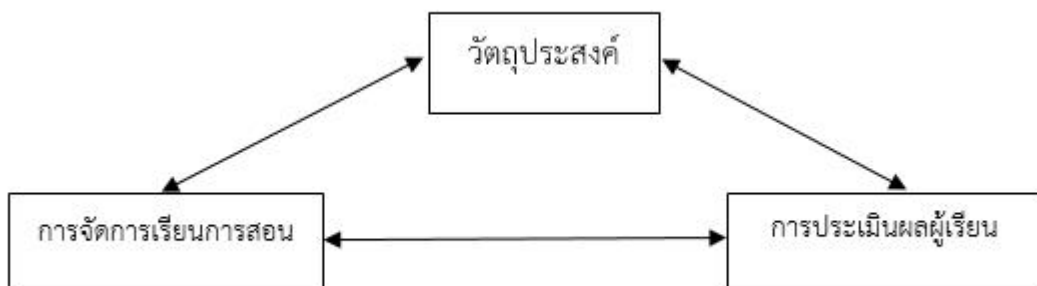 วัตถุประสงค์
การจัดการเรียนการสอน
การประเมินผลผู้เรียน